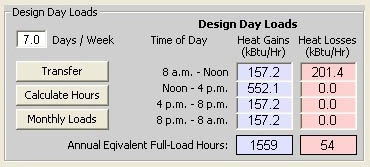 Design Day Loads
Design Day Loads
7.0 Days / Week
Time of Day Heat Gains (kBtu/Hr) Heat Losses (kBtu/Hr)
Transfer
8 a.m. - Noon 157.2 201.4
Calculate Hours
Noon - 4 p.m. 552.1 0.0
4 p.m. - 8 p.m. 157.2 0.0
Monthly Loads
8 p.m. - 8 a.m. 157.2 0.0
Annual Eqivalent Full-Load Hours: 1559 54